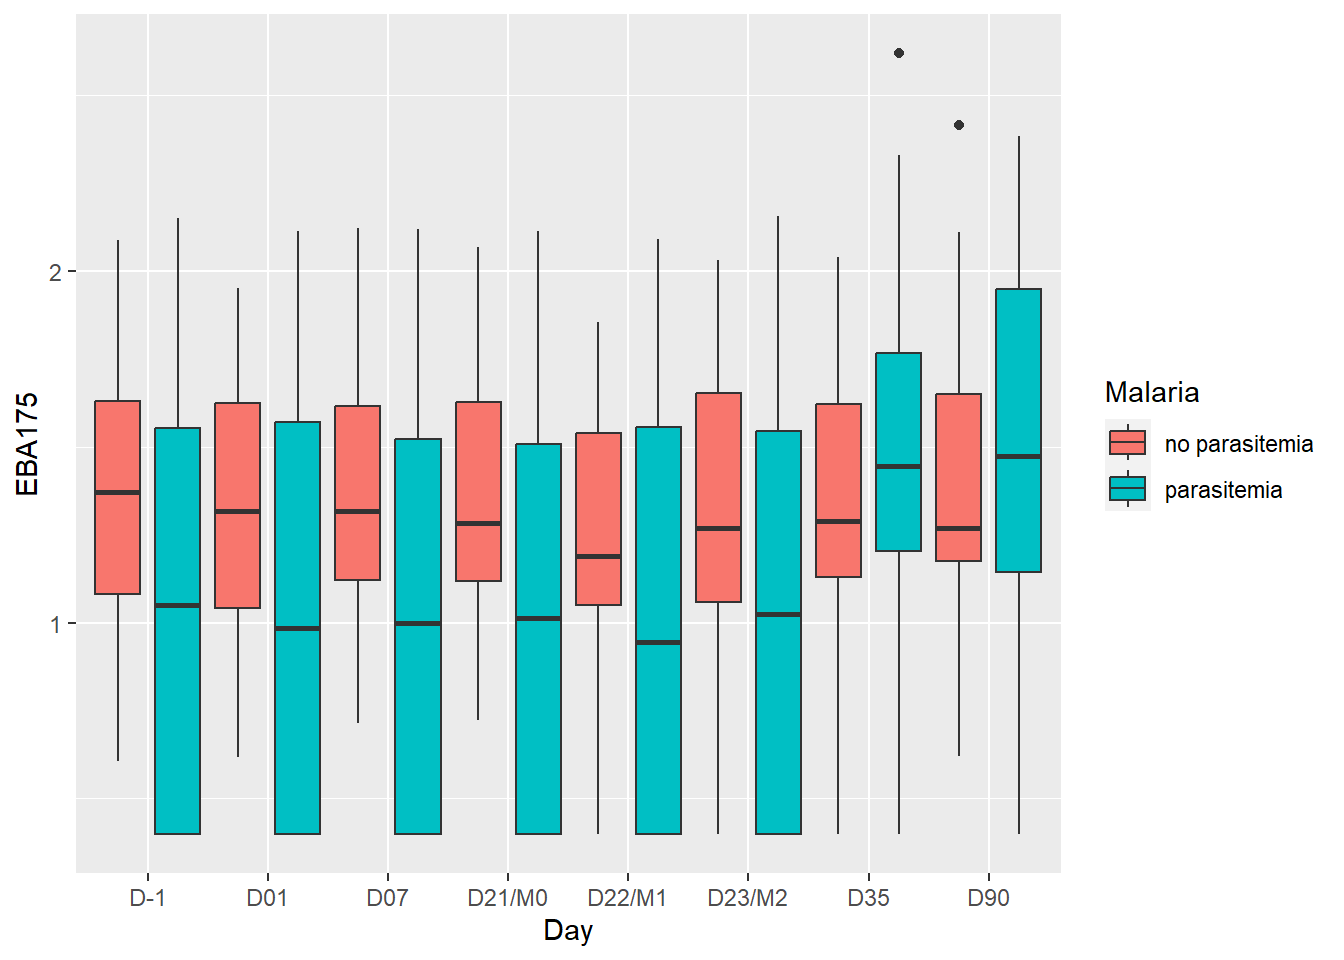 EBA175
2
1
D-1 D01 D07 D21/M0 D22/M1 D23/M2 D35 D90
Day
Malaria
no parasitemia
parasitemia